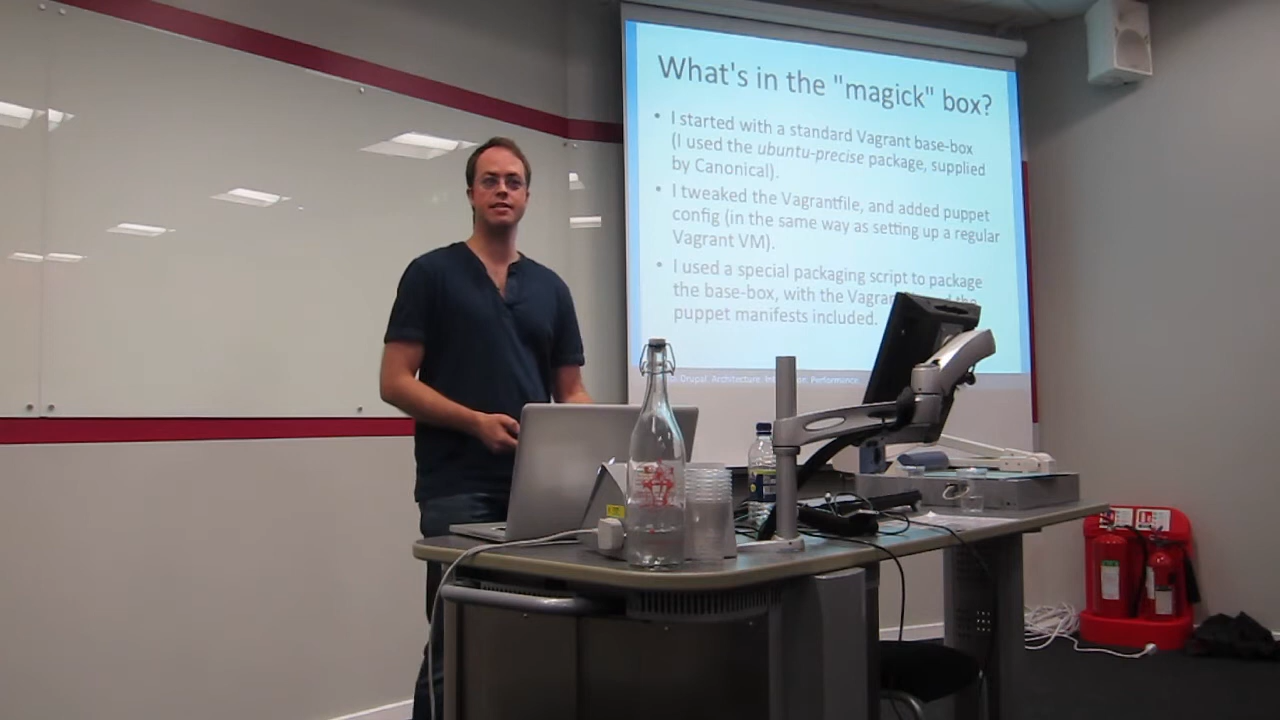 What's in the "magick" box?
• I started with a standard Vagrant base-box
(I used the ubuntu-precise package, supplied
by Canonical).
• I tweaked the Vagrantfile, and added puppet
config (in the same way as setting up a regular
Vagrant VM).
• I used a special packaging script to package
the base-box, with the Vagran the
puppet manifests included.
Drupal. Architecture. Performance.